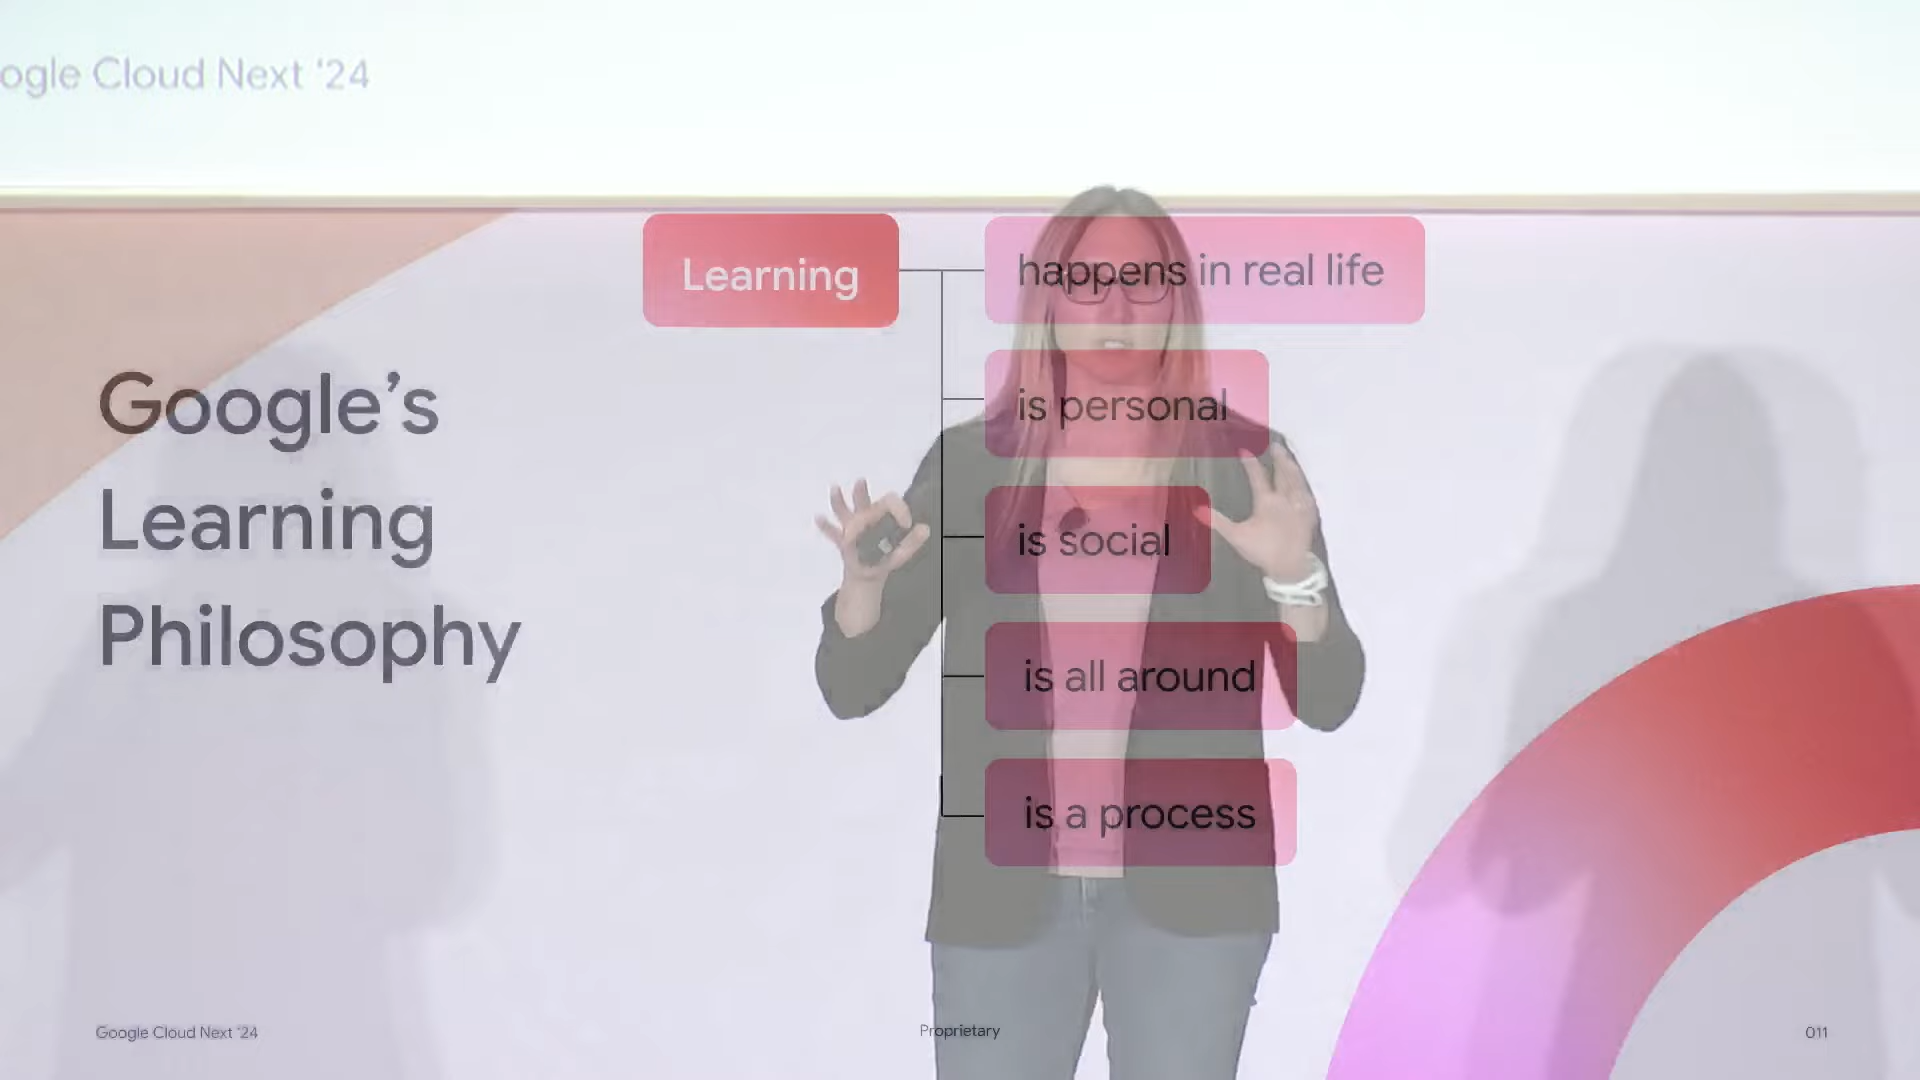 ogle Cloud Next '24
Learning
happens in real life
is personal
is social
is all around
is a process
Google's
Learning
Philosophy
Google Cloud Next '24
Proprietary
011